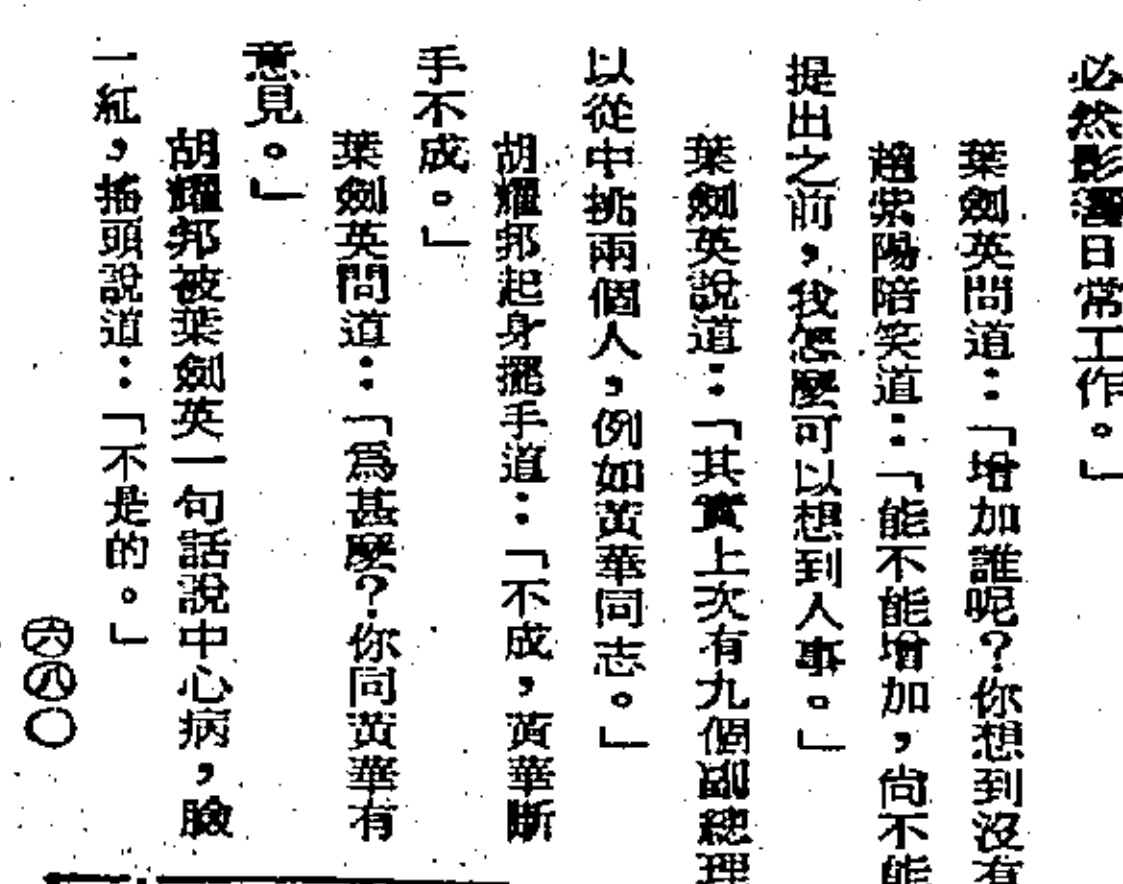 必然影響日常工作。」
葉劍英問道：「增加誰呢？你想到沒有
趙紫陽陪笑道：「能不能增加，尚不能
提出之前，我怎麼可以想到人事。」
葉劍英說道：「其實上次有九個副總理
以從中挑兩個人，例如黃華同志。」
胡耀邦起身擺手道：「不成，黃華斷
手不成。」
葉劍英問道：「爲甚麼？你同黃華有
意見。」
胡耀邦被葉劍英一句話說中心病，臉
一紅，搖頭說道：「不是的。」
六八〇